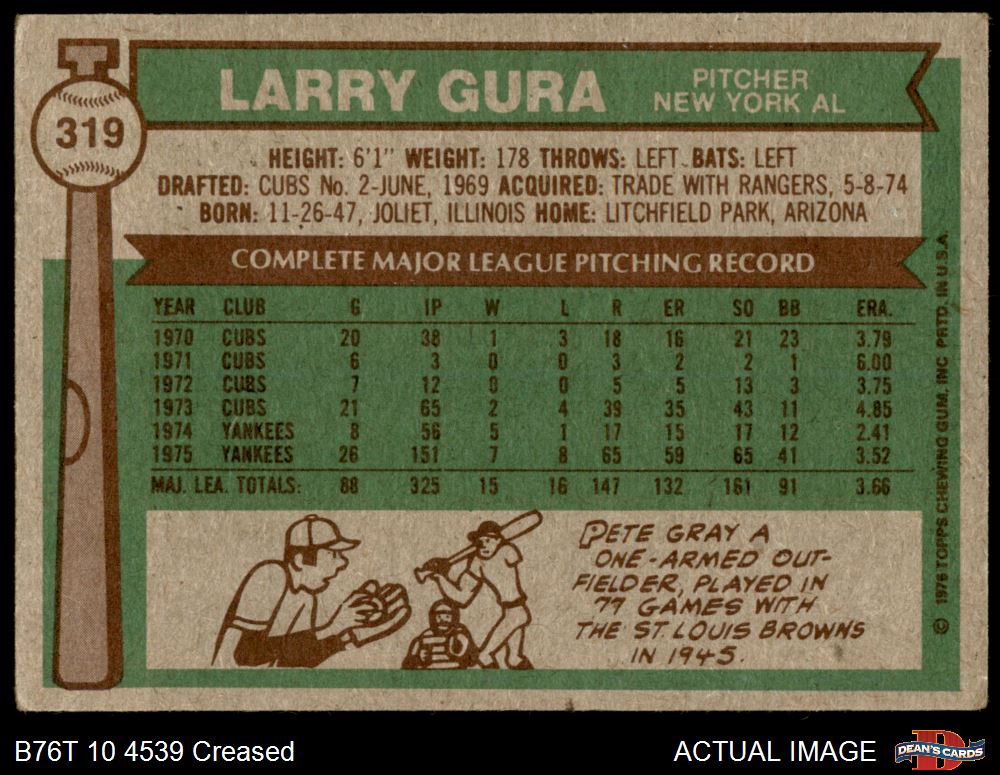 319
LARRY GURA
PITCHER
NEW YORK AL
HEIGHT: 6'1" WEIGHT: 178 THROWS: LEFT BATS: LEFT
DRAFTED: CUBS No. 2-JUNE, 1969 ACQUIRED: TRADE WITH RANGERS, 5-8-74
BORN: 11-26-47, JOLIET, ILLINOIS HOME: LITCHFIELD PARK, ARIZONA
COMPLETE MAJOR LEAGUE PITCHING RECORD
YEAR CLUB G IP W L R ER SO BB ERA.
1970 CUBS 20 38 1 3 18 16 21 23 3.79
1971 CUBS 6 3 0 0 3 2 2 1 6.00
1972 CUBS 7 12 0 0 5 5 13 3 3.75
1973 CUBS 21 65 2 4 39 35 43 11 4.85
1974 YANKEES 8 56 5 1 17 15 17 12 2.41
1975 YANKEES 26 151 7 8 65 59 65 41 3.52
MAJ. LEA. TOTALS: 88 325 15 16 147 132 161 91 3.66
PETE GRAY A
ONE-ARMED OUT-
FIELDER, PLAYED IN
77 GAMES WITH
THE ST. LOUIS BROWNS
IN 1945.
© 1976 TOPPS CHEWING GUM, INC PRTD. IN U.S.A.
B76T 10 4539 Creased
ACTUAL IMAGE
DEAN'S CARDS